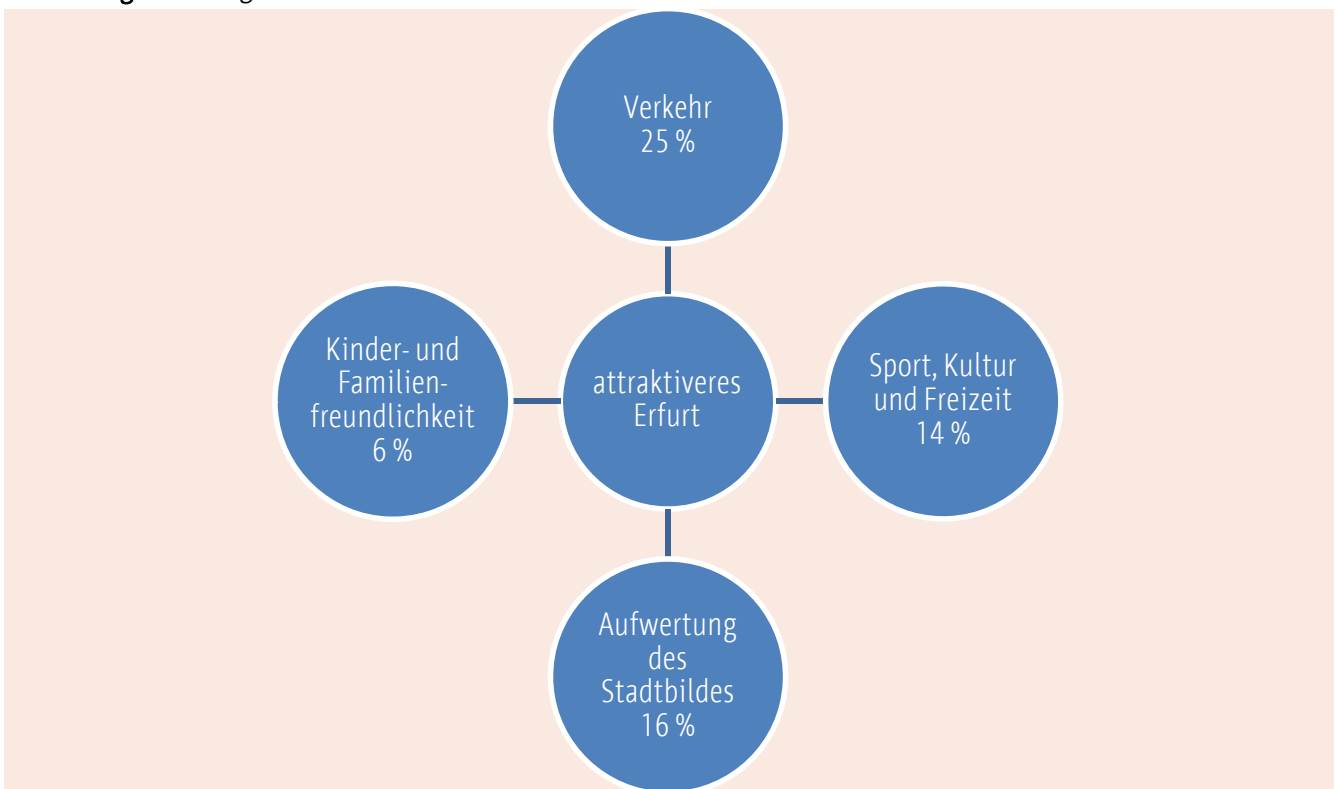 Verkehr
25 %
Kinder- und
Familien-
freundlichkeit
6 %
attraktiveres
Erfurt
Sport, Kultur
und Freizeit
14 %
Aufwertung
des
Stadtbildes
16 %